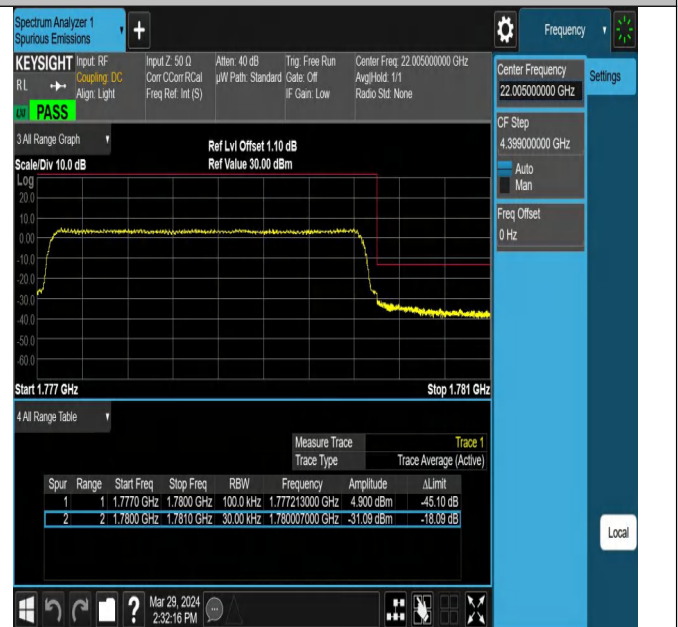 Spectrum Analyzer 1
Spurious Emissions
+
Frequency
KEYSIGHT
RL
Input: RF
Coupling: DC
Align: Light
Input Z: 50 Ω
Corr CCorr RCal
Freq Ref: Int (S)
Atten: 40 dB
µW Path: Standard
Trig: Free Run
Gate: Off
IF Gain: Low
Center Freq: 22.005000000 GHz
Avg|Hold: 1/1
Radio Std: None
LXI PASS
Center Frequency
22.005000000 GHz
Settings
CF Step
4.399000000 GHz
Auto
Man
Freq Offset
0 Hz
3 All Range Graph
Ref Lvl Offset 1.10 dB
Scale/Div 10.0 dB
Ref Value 30.00 dBm
Log
20.0
10.0
0.00
-10.0
-20.0
-30.0
-40.0
-50.0
-60.0
Start 1.777 GHz
Stop 1.781 GHz
4 All Range Table
Measure Trace Trace 1
Trace Type Trace Average (Active)
Spur Range Start Freq Stop Freq RBW Frequency Amplitude ΔLimit
1 1 1.7770 GHz 1.7800 GHz 100.0 kHz 1.777213000 GHz 4.900 dBm -45.10 dB
2 2 1.7800 GHz 1.7810 GHz 30.00 kHz 1.780007000 GHz -31.09 dBm -18.09 dB
Local
?
Mar 29, 2024
2:32:16 PM